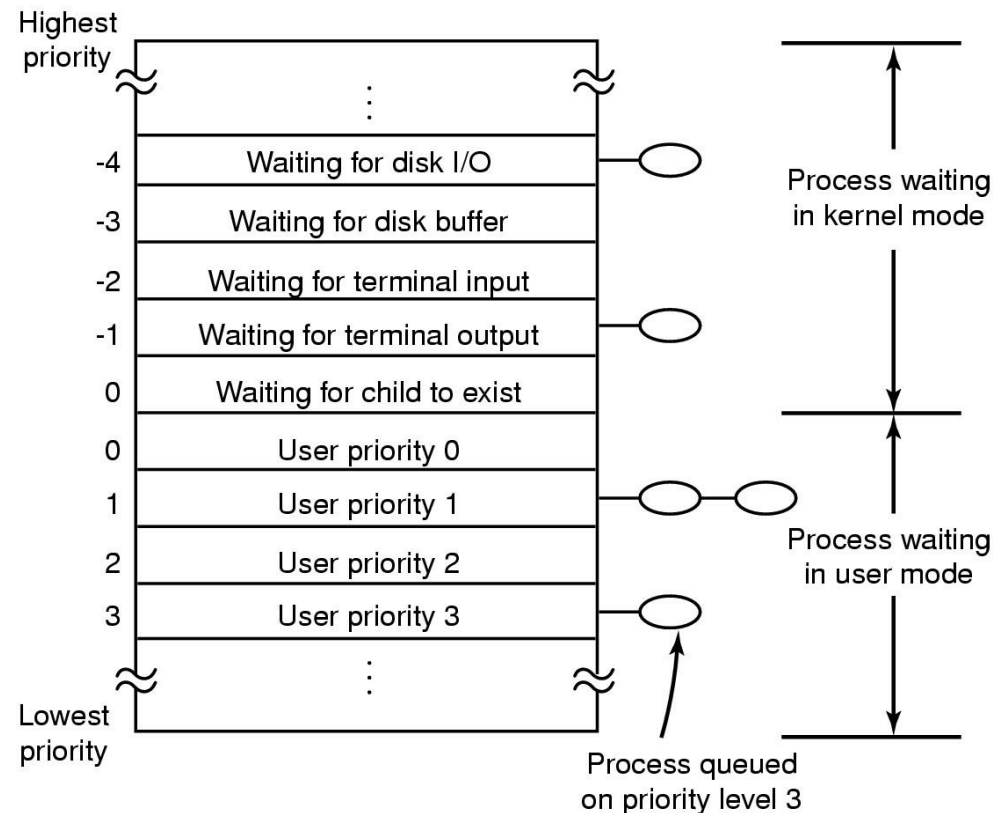 Highest
priority
⋮
-4 Waiting for disk I/O
-3 Waiting for disk buffer
-2 Waiting for terminal input
-1 Waiting for terminal output
0 Waiting for child to exist
0 User priority 0
1 User priority 1
2 User priority 2
3 User priority 3
⋮
Lowest
priority
Process waiting
in kernel mode
Process waiting
in user mode
Process queued
on priority level 3